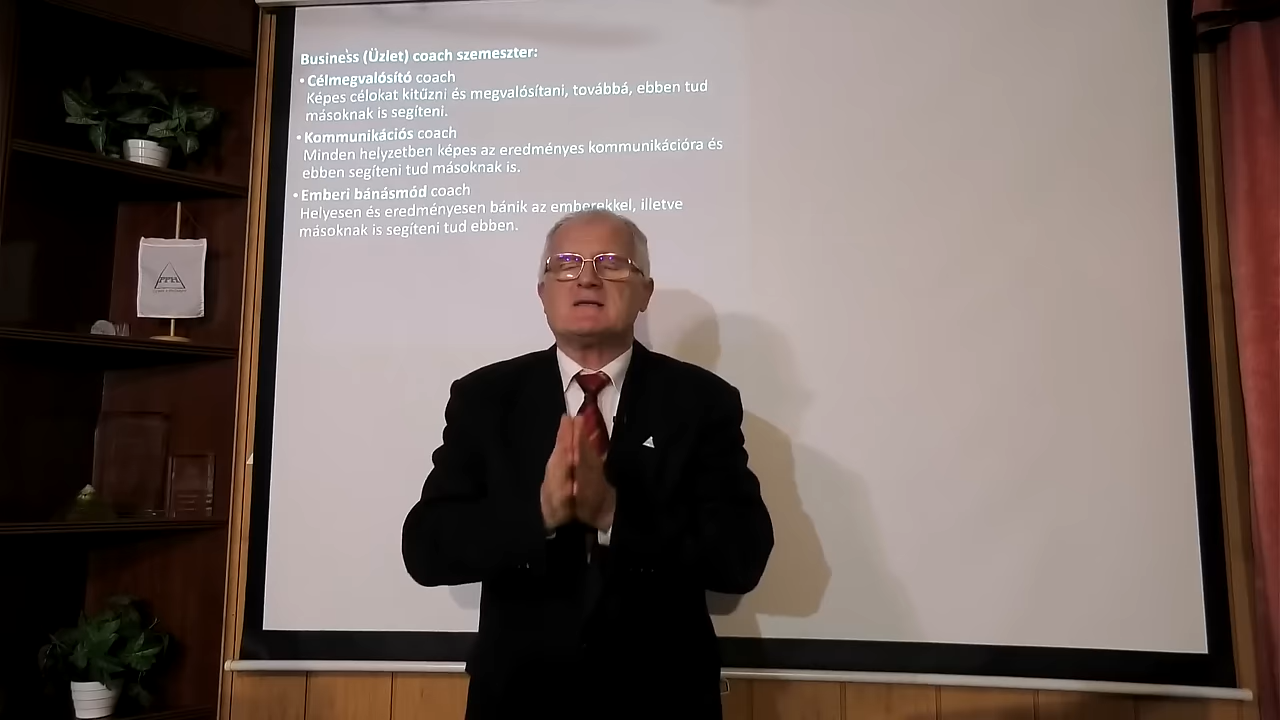 Business (Üzlet) coach szemeszter:
• Célmegvalósító coach
Képes célokat kitűzni és megvalósítani, továbbá, ebben tud
másoknak is segíteni.
• Kommunikációs coach
Minden helyzetben képes az eredményes kommunikációra és
ebben segíteni tud másoknak is.
• Emberi bánásmód coach
Helyesen és eredményesen bánik az emberekkel, illetve
másoknak is segíteni tud ebben.